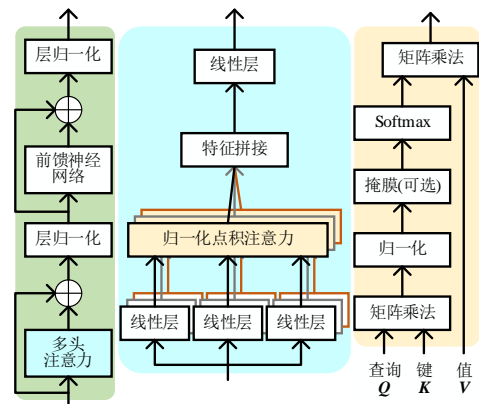 层归一化
前馈神经
网络
层归一化
多头
注意力
线性层
特征拼接
归一化点积注意力
线性层
线性层
线性层
矩阵乘法
Softmax
掩膜(可选)
归一化
矩阵乘法
查询
Q
键
K
值
V